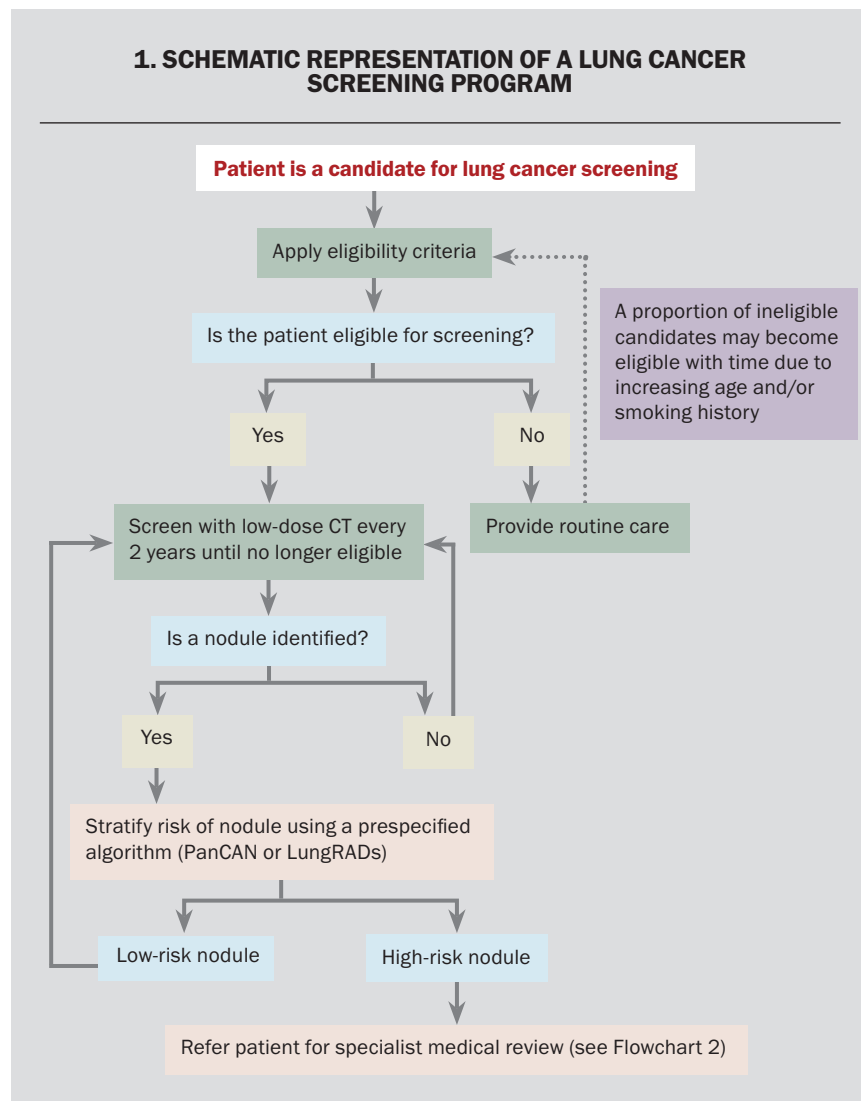 1. SCHEMATIC REPRESENTATION OF A LUNG CANCER
SCREENING PROGRAM
Patient is a candidate for lung cancer screening
Apply eligibility criteria
Is the patient eligible for screening?
A proportion of ineligible
candidates may become
eligible with time due to
increasing age and/or
smoking history
Yes
No
Screen with low-dose CT every
2 years until no longer eligible
Provide routine care
Is a nodule identified?
Yes
No
Stratify risk of nodule using a prespecified
algorithm (PanCAN or LungRADs)
Low-risk nodule
High-risk nodule
Refer patient for specialist medical review (see Flowchart 2)